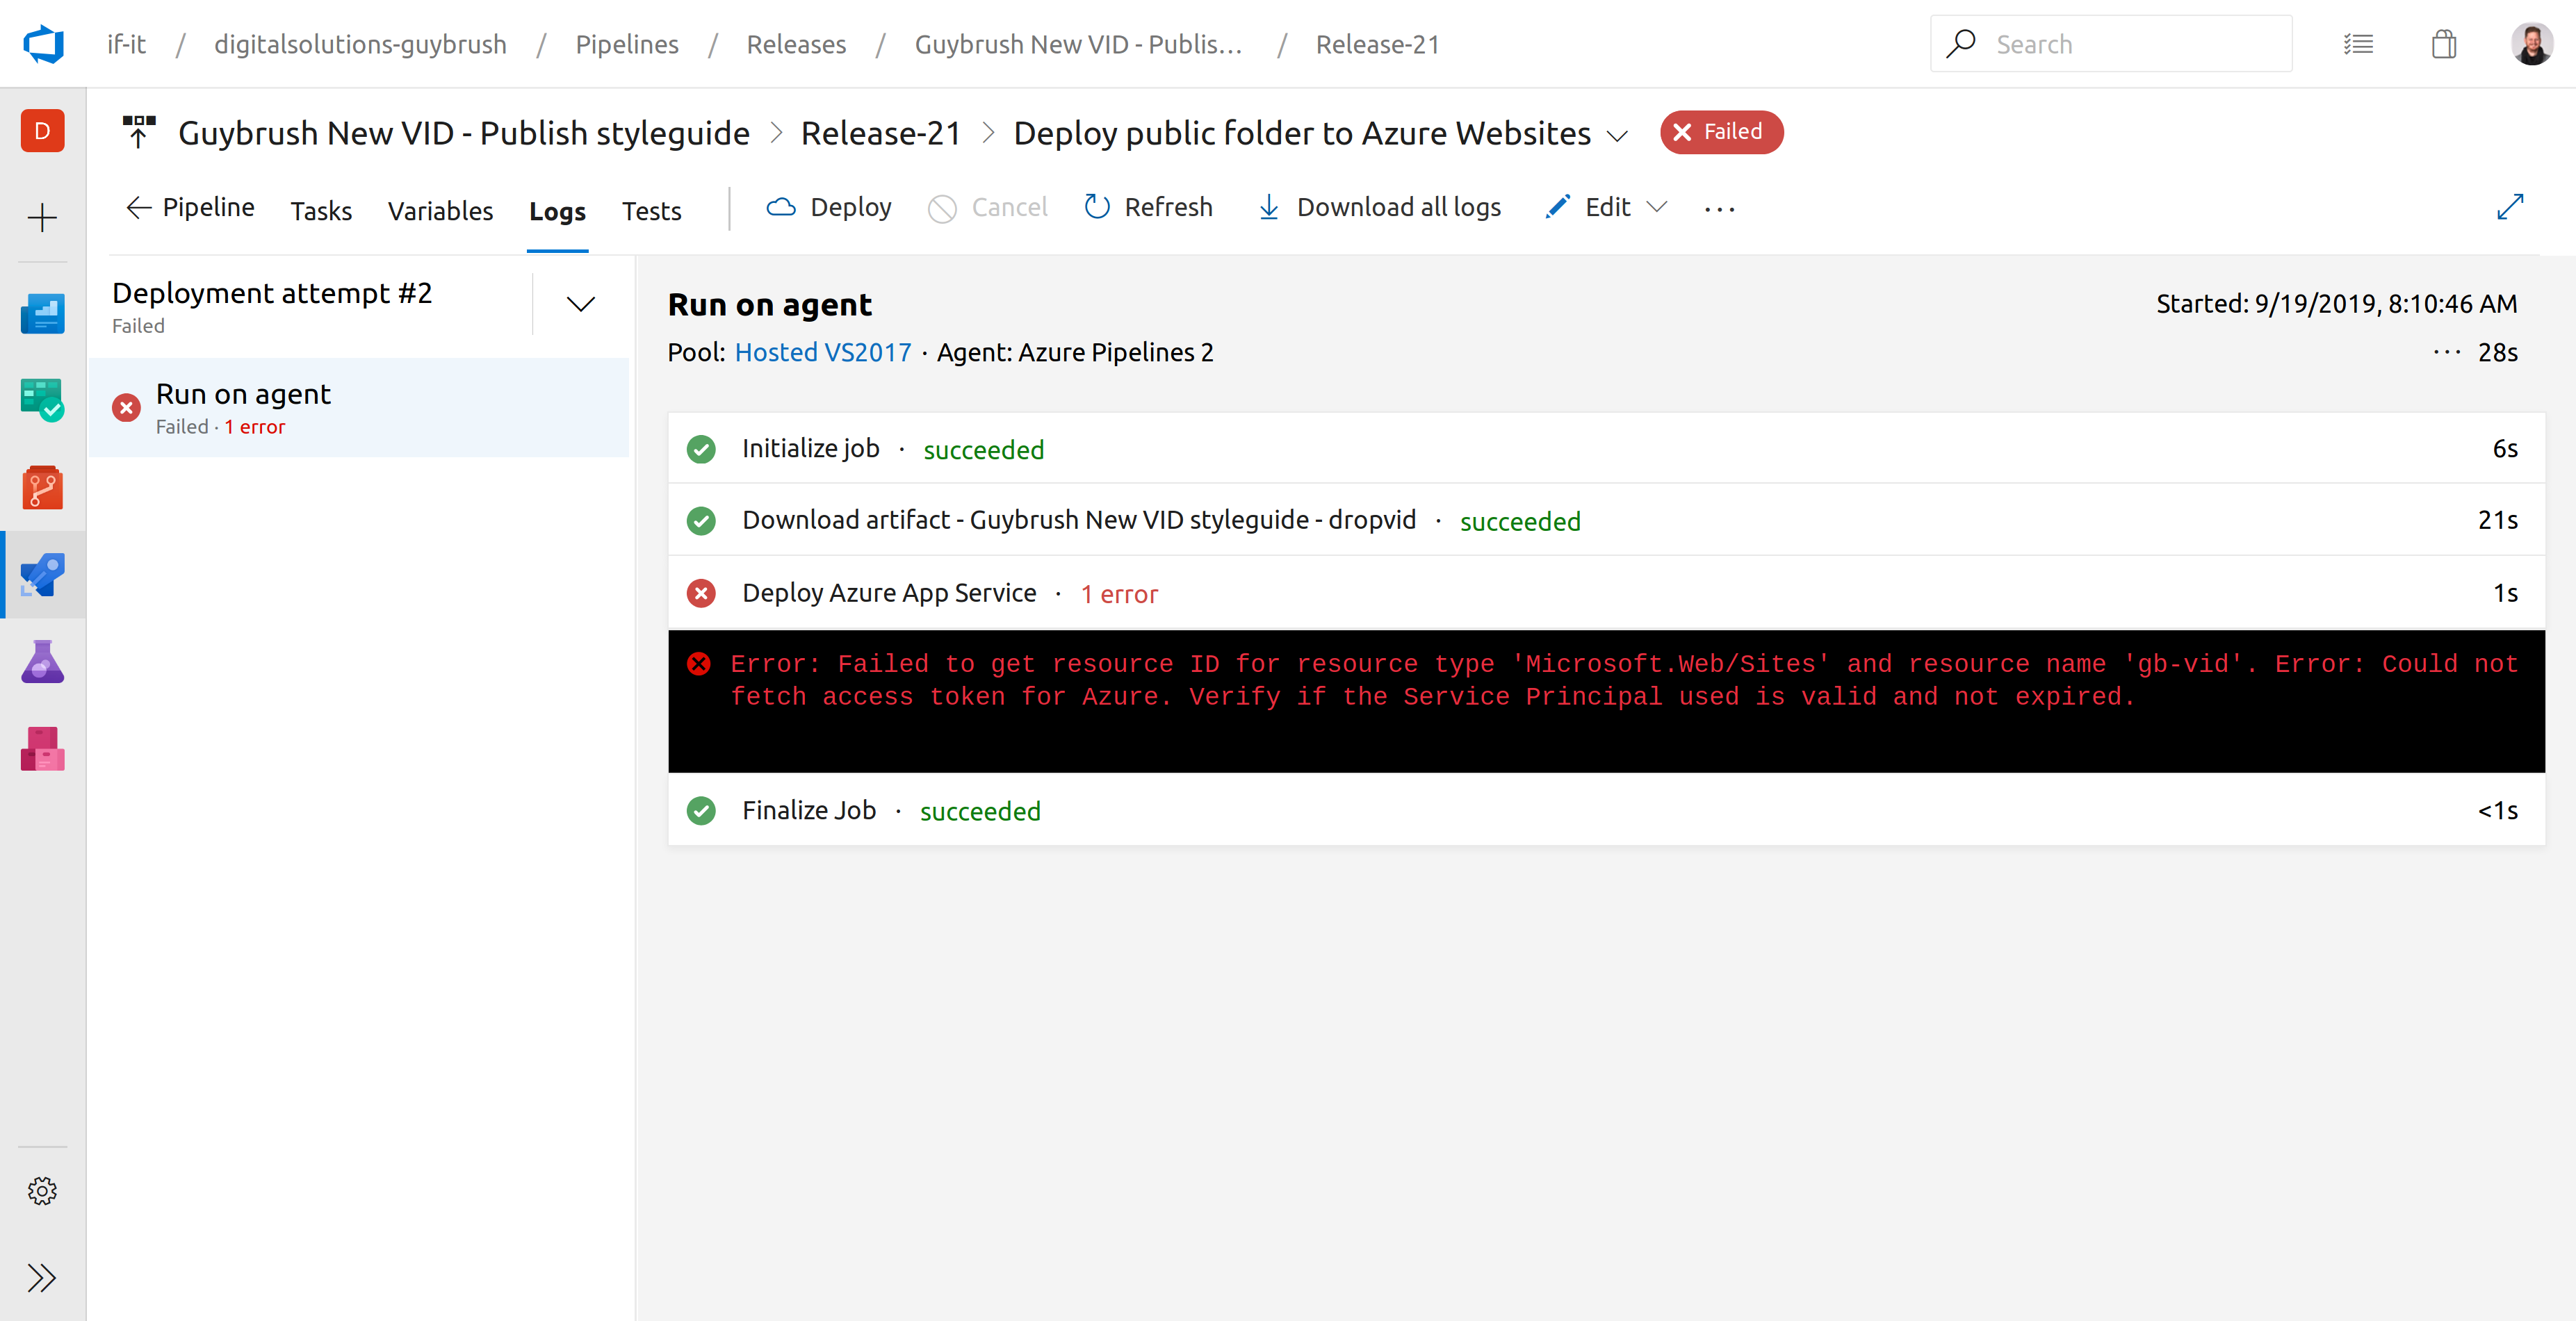 if-it / digitalsolutions-guybrush / Pipelines / Releases / Guybrush New VID - Publis... / Release-21
Search
D
Guybrush New VID - Publish styleguide > Release-21 > Deploy public folder to Azure Websites
Failed
Pipeline Tasks Variables Logs Tests Deploy Cancel Refresh Download all logs Edit ...
Deployment attempt #2
Failed
Run on agent
Failed · 1 error
Run on agent
Started: 9/19/2019, 8:10:46 AM
Pool: Hosted VS2017 · Agent: Azure Pipelines 2
··· 28s
Initialize job · succeeded 6s
Download artifact - Guybrush New VID styleguide - dropvid · succeeded 21s
Deploy Azure App Service · 1 error 1s
Error: Failed to get resource ID for resource type 'Microsoft.Web/Sites' and resource name 'gb-vid'. Error: Could not
fetch access token for Azure. Verify if the Service Principal used is valid and not expired.
Finalize Job · succeeded <1s